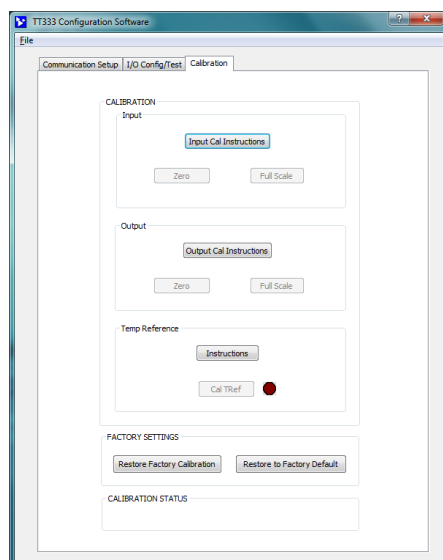 TT333 Configuration Software
?
X
File
Communication Setup I/O Config/Test Calibration
CALIBRATION
Input
Input Cal Instructions
Zero Full Scale
Output
Output Cal Instructions
Zero Full Scale
Temp Reference
Instructions
Cal TRef
FACTORY SETTINGS
Restore Factory Calibration Restore to Factory Default
CALIBRATION STATUS